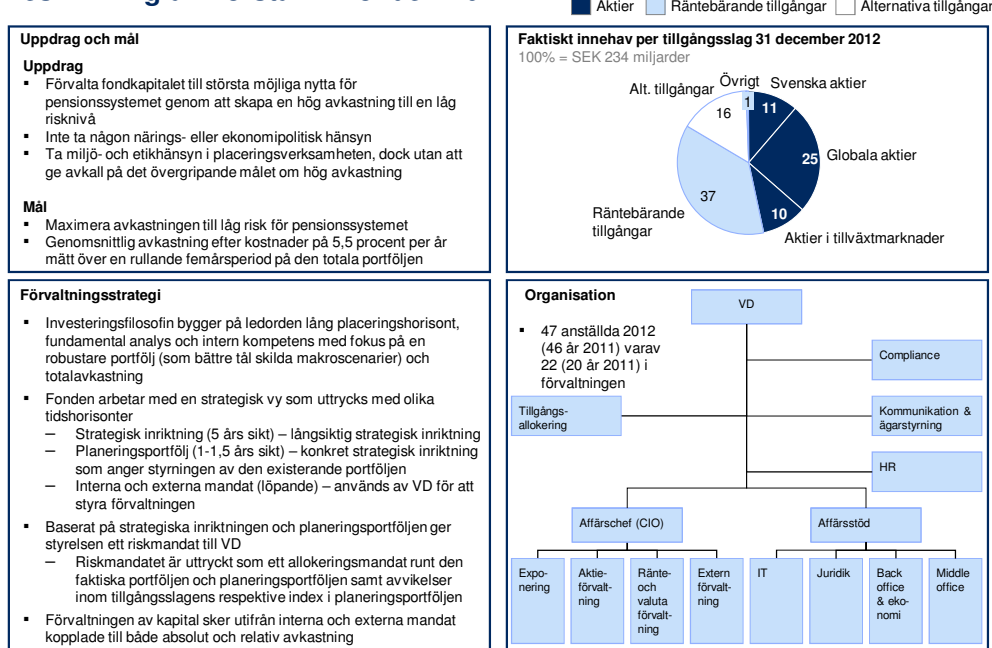 Aktier
Räntebärande tillgångar
Alternativa tillgångar
Uppdrag och mål
Uppdrag
▪ Förvalta fondkapitalet till största möjliga nytta för
pensionssystemet genom att skapa en hög avkastning till en låg
risknivå
▪ Inte ta någon närings- eller ekonomipolitisk hänsyn
▪ Ta miljö- och etikhänsyn i placeringsverksamheten, dock utan att
ge avkall på det övergripande målet om hög avkastning
Mål
▪ Maximera avkastningen till låg risk för pensionssystemet
▪ Genomsnittlig avkastning efter kostnader på 5,5 procent per år
mätt över en rullande femårsperiod på den totala portföljen
Faktiskt innehav per tillgångsslag 31 december 2012
100% = SEK 234 miljarder
Övrigt
Svenska aktier
Alt. tillgångar
1
11
16
25
Globala aktier
37
10
Räntebärande
tillgångar
Aktier i tillväxtmarknader
Förvaltningsstrategi
▪ Investeringsfilosofin bygger på ledorden lång placeringshorisont,
fundamental analys och intern kompetens med fokus på en
robustare portfölj (som bättre tål skilda makroscenarier) och
totalavkastning
▪ Fonden arbetar med en strategisk vy som uttrycks med olika
tidshorisonter
– Strategisk inriktning (5 års sikt) – långsiktig strategisk inriktning
– Planeringsportfölj (1-1,5 års sikt) – konkret strategisk inriktning
som anger styrningen av den existerande portföljen
– Interna och externa mandat (löpande) – används av VD för att
styra förvaltningen
▪ Baserat på strategiska inriktningen och planeringsportföljen ger
styrelsen ett riskmandat till VD
– Riskmandatet är uttryckt som ett allokeringsmandat runt den
faktiska portföljen och planeringsportföljen samt avvikelser
inom tillgångsslagens respektive index i planeringsportföljen
▪ Förvaltningen av kapital sker utifrån interna och externa mandat
kopplade till både absolut och relativ avkastning
Organisation
▪ 47 anställda 2012
(46 år 2011) varav
22 (20 år 2011) i
förvaltningen
VD
Compliance
Tillgångs-
allokering
Kommunikation &
ägarstyrning
HR
Affärschef (CIO)
Affärsstöd
Expo-
nering
Aktie-
förvalt-
ning
Ränte-
och
valuta
förvalt-
ning
Extern
förvalt-
ning
IT
Juridik
Back
office
& eko-
nomi
Middle
office